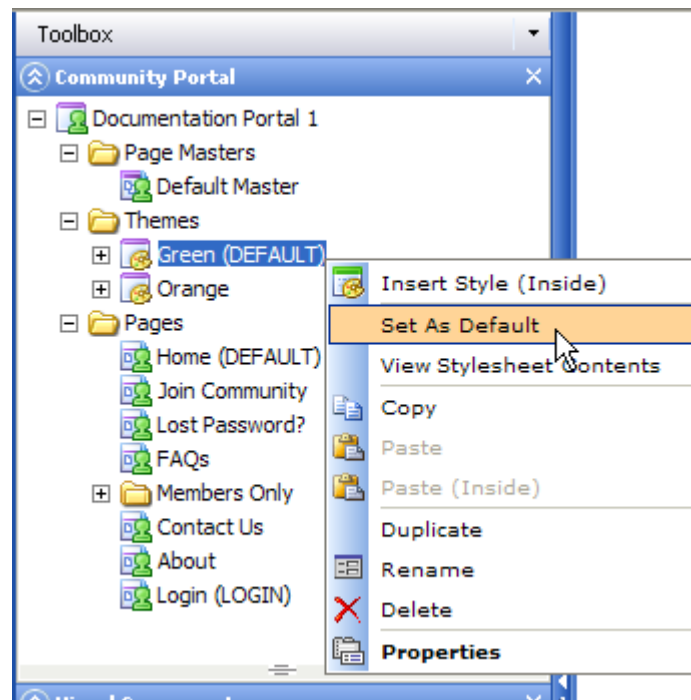 Toolbox
Community Portal
Documentation Portal 1
Page Masters
Default Master
Themes
Green (DEFAULT)
Orange
Pages
Home (DEFAULT)
Join Community
Lost Password?
FAQs
Members Only
Contact Us
About
Login (LOGIN)
Insert Style (Inside)
Set As Default
View Stylesheet Contents
Copy
Paste
Paste (Inside)
Duplicate
Rename
Delete
Properties